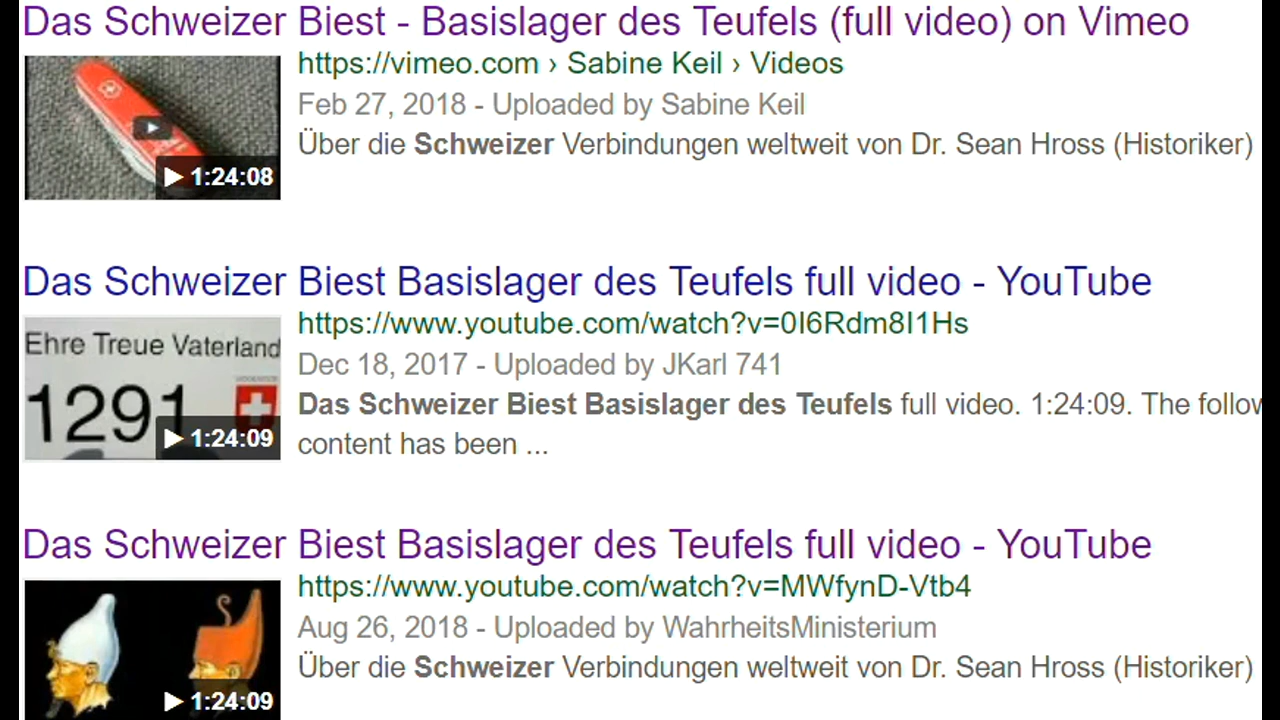 Das Schweizer Biest - Basislager des Teufels (full video) on Vimeo
https://vimeo.com › Sabine Keil › Videos
Feb 27, 2018 - Uploaded by Sabine Keil
Über die Schweizer Verbindungen weltweit von Dr. Sean Hross (Historiker)
1:24:08
Das Schweizer Biest Basislager des Teufels full video - YouTube
https://www.youtube.com/watch?v=0I6Rdm8I1Hs
Ehre Treue Vaterland
Dec 18, 2017 - Uploaded by JKarl 741
1291
Das Schweizer Biest Basislager des Teufels full video. 1:24:09. The follow
1:24:09
content has been ...
Das Schweizer Biest Basislager des Teufels full video - YouTube
https://www.youtube.com/watch?v=MWfynD-Vtb4
Aug 26, 2018 - Uploaded by WahrheitsMinisterium
Über die Schweizer Verbindungen weltweit von Dr. Sean Hross (Historiker)
1:24:09